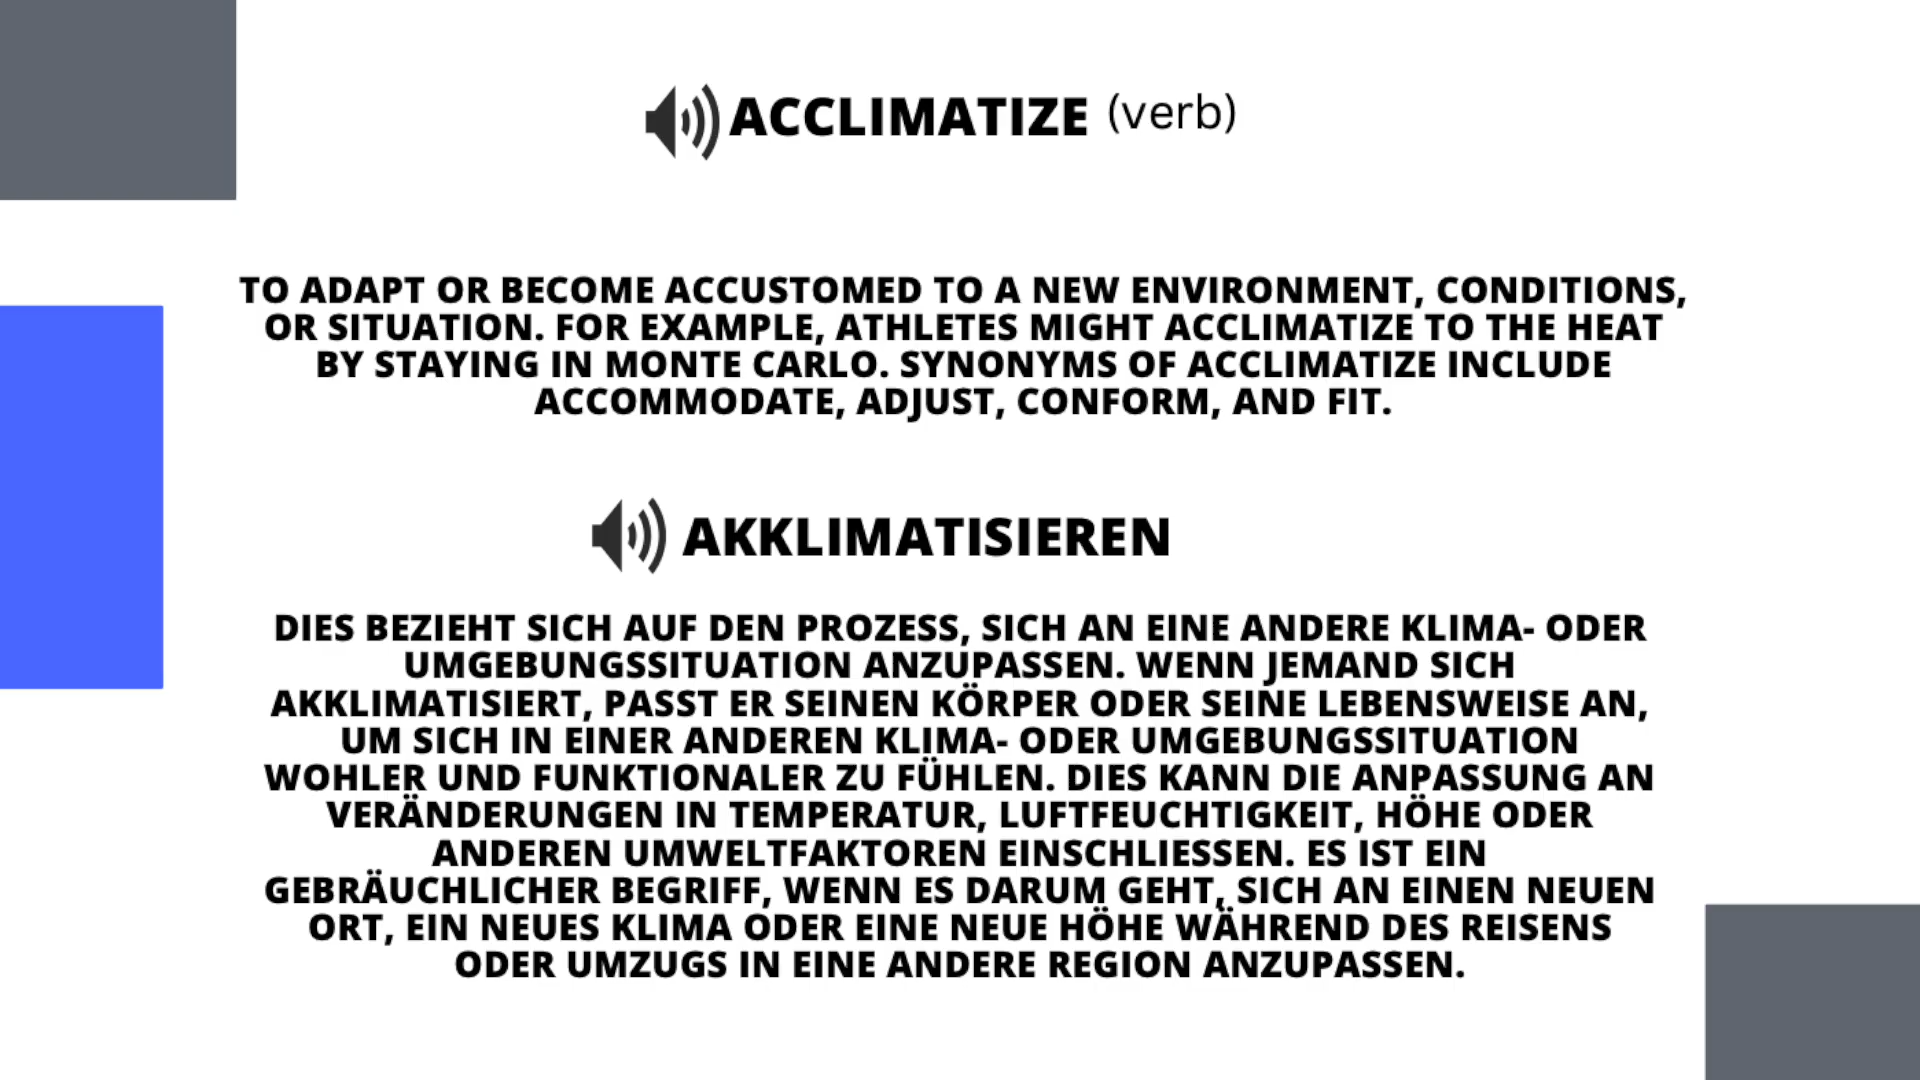 ACCLIMATIZE (verb)
TO ADAPT OR BECOME ACCUSTOMED TO A NEW ENVIRONMENT, CONDITIONS,
OR SITUATION. FOR EXAMPLE, ATHLETES MIGHT ACCLIMATIZE TO THE HEAT
BY STAYING IN MONTE CARLO. SYNONYMS OF ACCLIMATIZE INCLUDE
ACCOMMODATE, ADJUST, CONFORM, AND FIT.
AKKLIMATISIEREN
DIES BEZIEHT SICH AUF DEN PROZESS, SICH AN EINE ANDERE KLIMA- ODER
UMGEBUNGSSITUATION ANZUPASSEN. WENN JEMAND SICH
AKKLIMATISIERT, PASST ER SEINEN KÖRPER ODER SEINE LEBENSWEISE AN,
UM SICH IN EINER ANDEREN KLIMA- ODER UMGEBUNGSSITUATION
WOHLER UND FUNKTIONALER ZU FÜHLEN. DIES KANN DIE ANPASSUNG AN
VERÄNDERUNGEN IN TEMPERATUR, LUFTFEUCHTIGKEIT, HÖHE ODER
ANDEREN UMWELTFAKTOREN EINSCHLIESSEN. ES IST EIN
GEBRÄUCHLICHER BEGRIFF, WENN ES DARUM GEHT, SICH AN EINEN NEUEN
ORT, EIN NEUES KLIMA ODER EINE NEUE HÖHE WÄHREND DES REISENS
ODER UMZUGS IN EINE ANDERE REGION ANZUPASSEN.